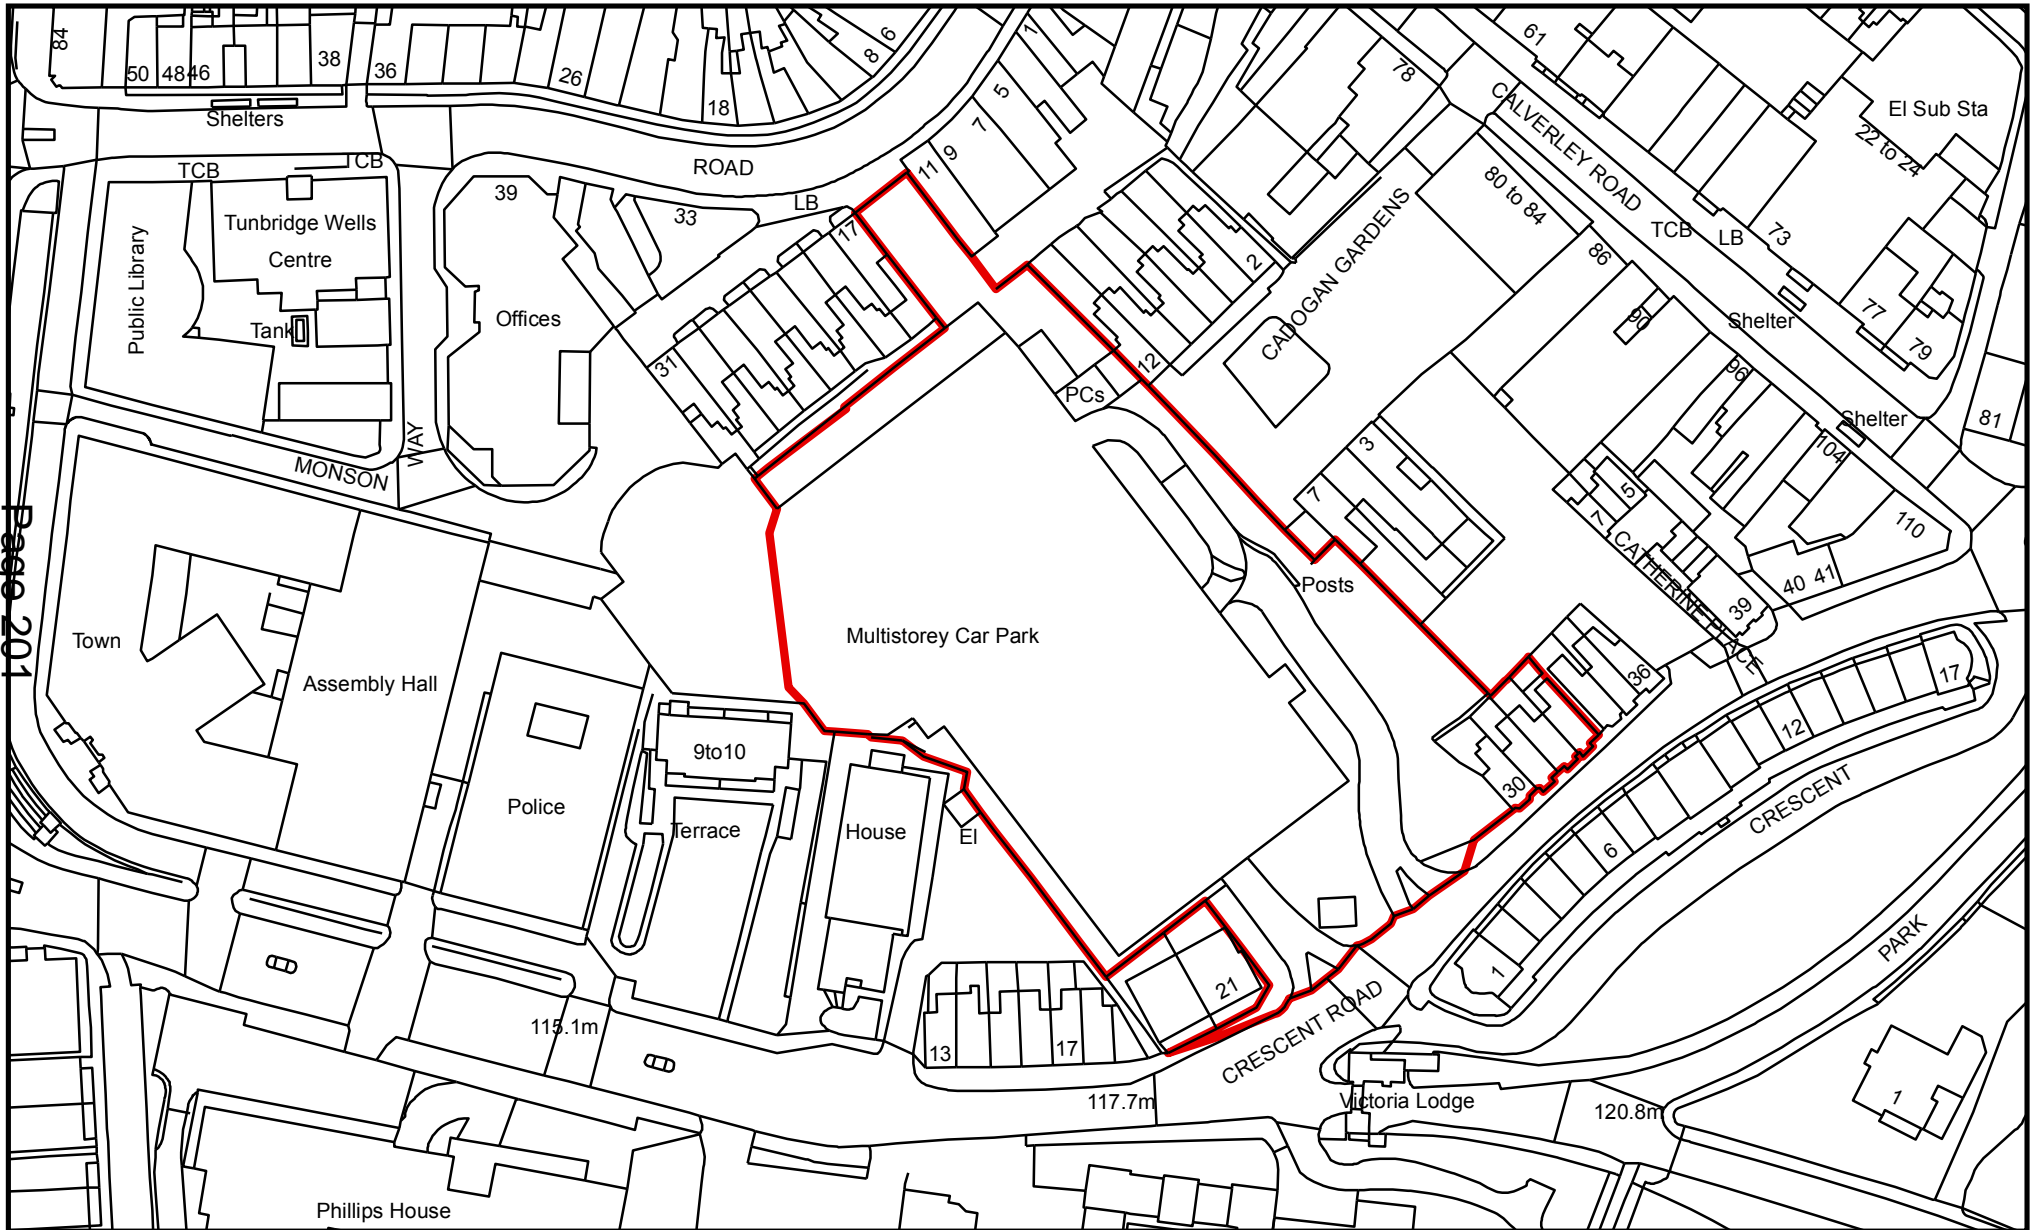 84
50
48
46
38
36
26
18
8
6
1
5
7
9
11
78
61
CALVERLEY ROAD
El Sub Sta
22 to 24
Shelters
TCB
TCB
ROAD
LB
39
33
17
Tunbridge Wells
Centre
Public Library
Tank
Offices
31
2
12
PCs
CADOGAN GARDENS
80 to 84
86
90
96
TCB
LB
73
77
79
81
Shelter
Shelter
104
110
MONSON
WAY
3
7
5
7
CATHERINE PLACE
39
40
41
36
30
Posts
Page 201
Town
Assembly Hall
Police
9to10
Terrace
House
El
Multistorey Car Park
17
12
6
1
CRESCENT
PARK
21
13
17
CRESCENT ROAD
115.1m
117.7m
120.8m
Victoria Lodge
1
Phillips House